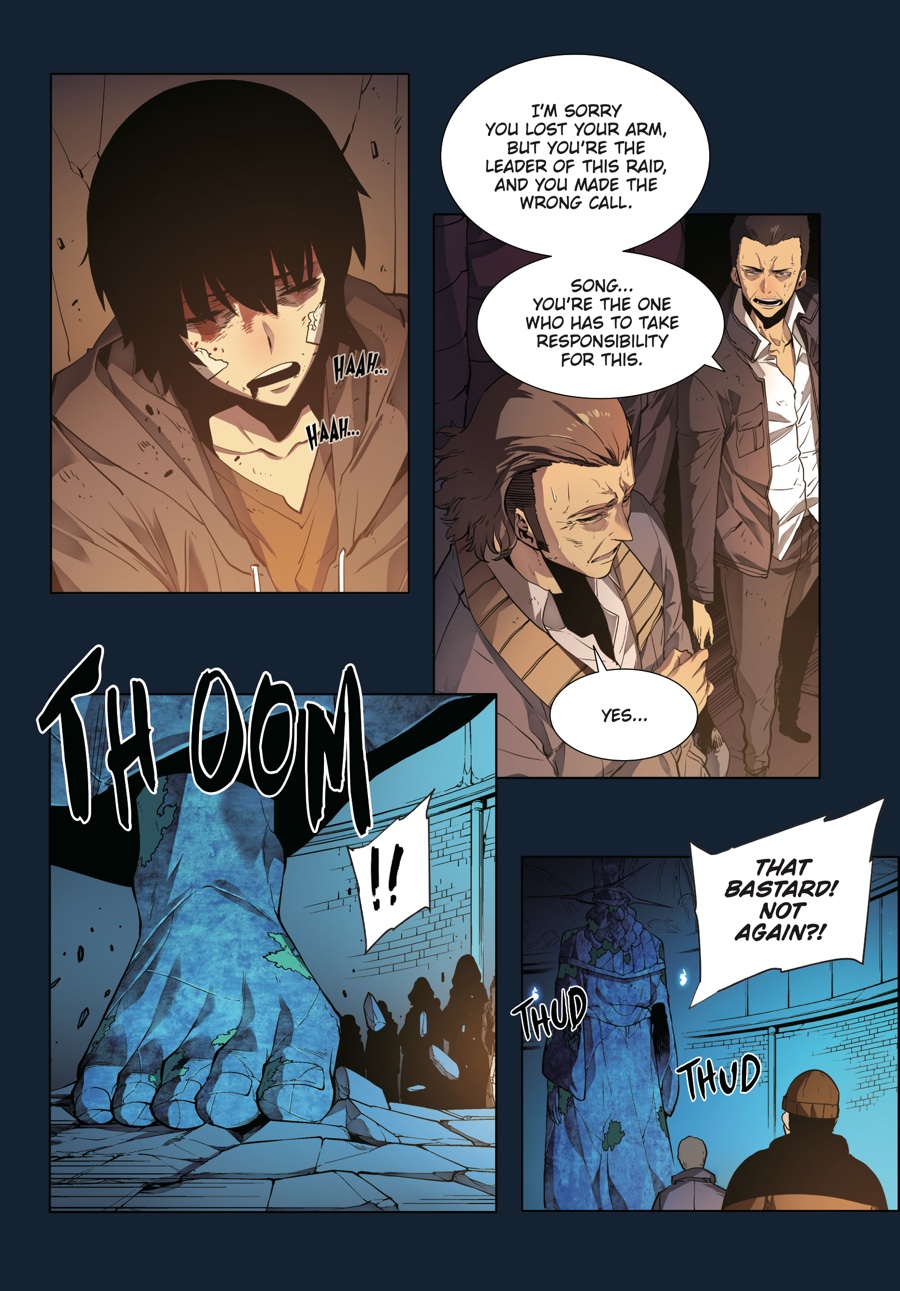 I'M SORRY
YOU LOST YOUR ARM,
BUT YOU'RE THE
LEADER OF THIS RAID,
AND YOU MADE THE
WRONG CALL.
SONG...
YOU'RE THE ONE
WHO HAS TO TAKE
RESPONSIBILITY
FOR THIS.
HAAH...
HAAH...
YES...
THOOM
!!
THAT
BASTARD!
NOT
AGAIN?!
THUD
THUD